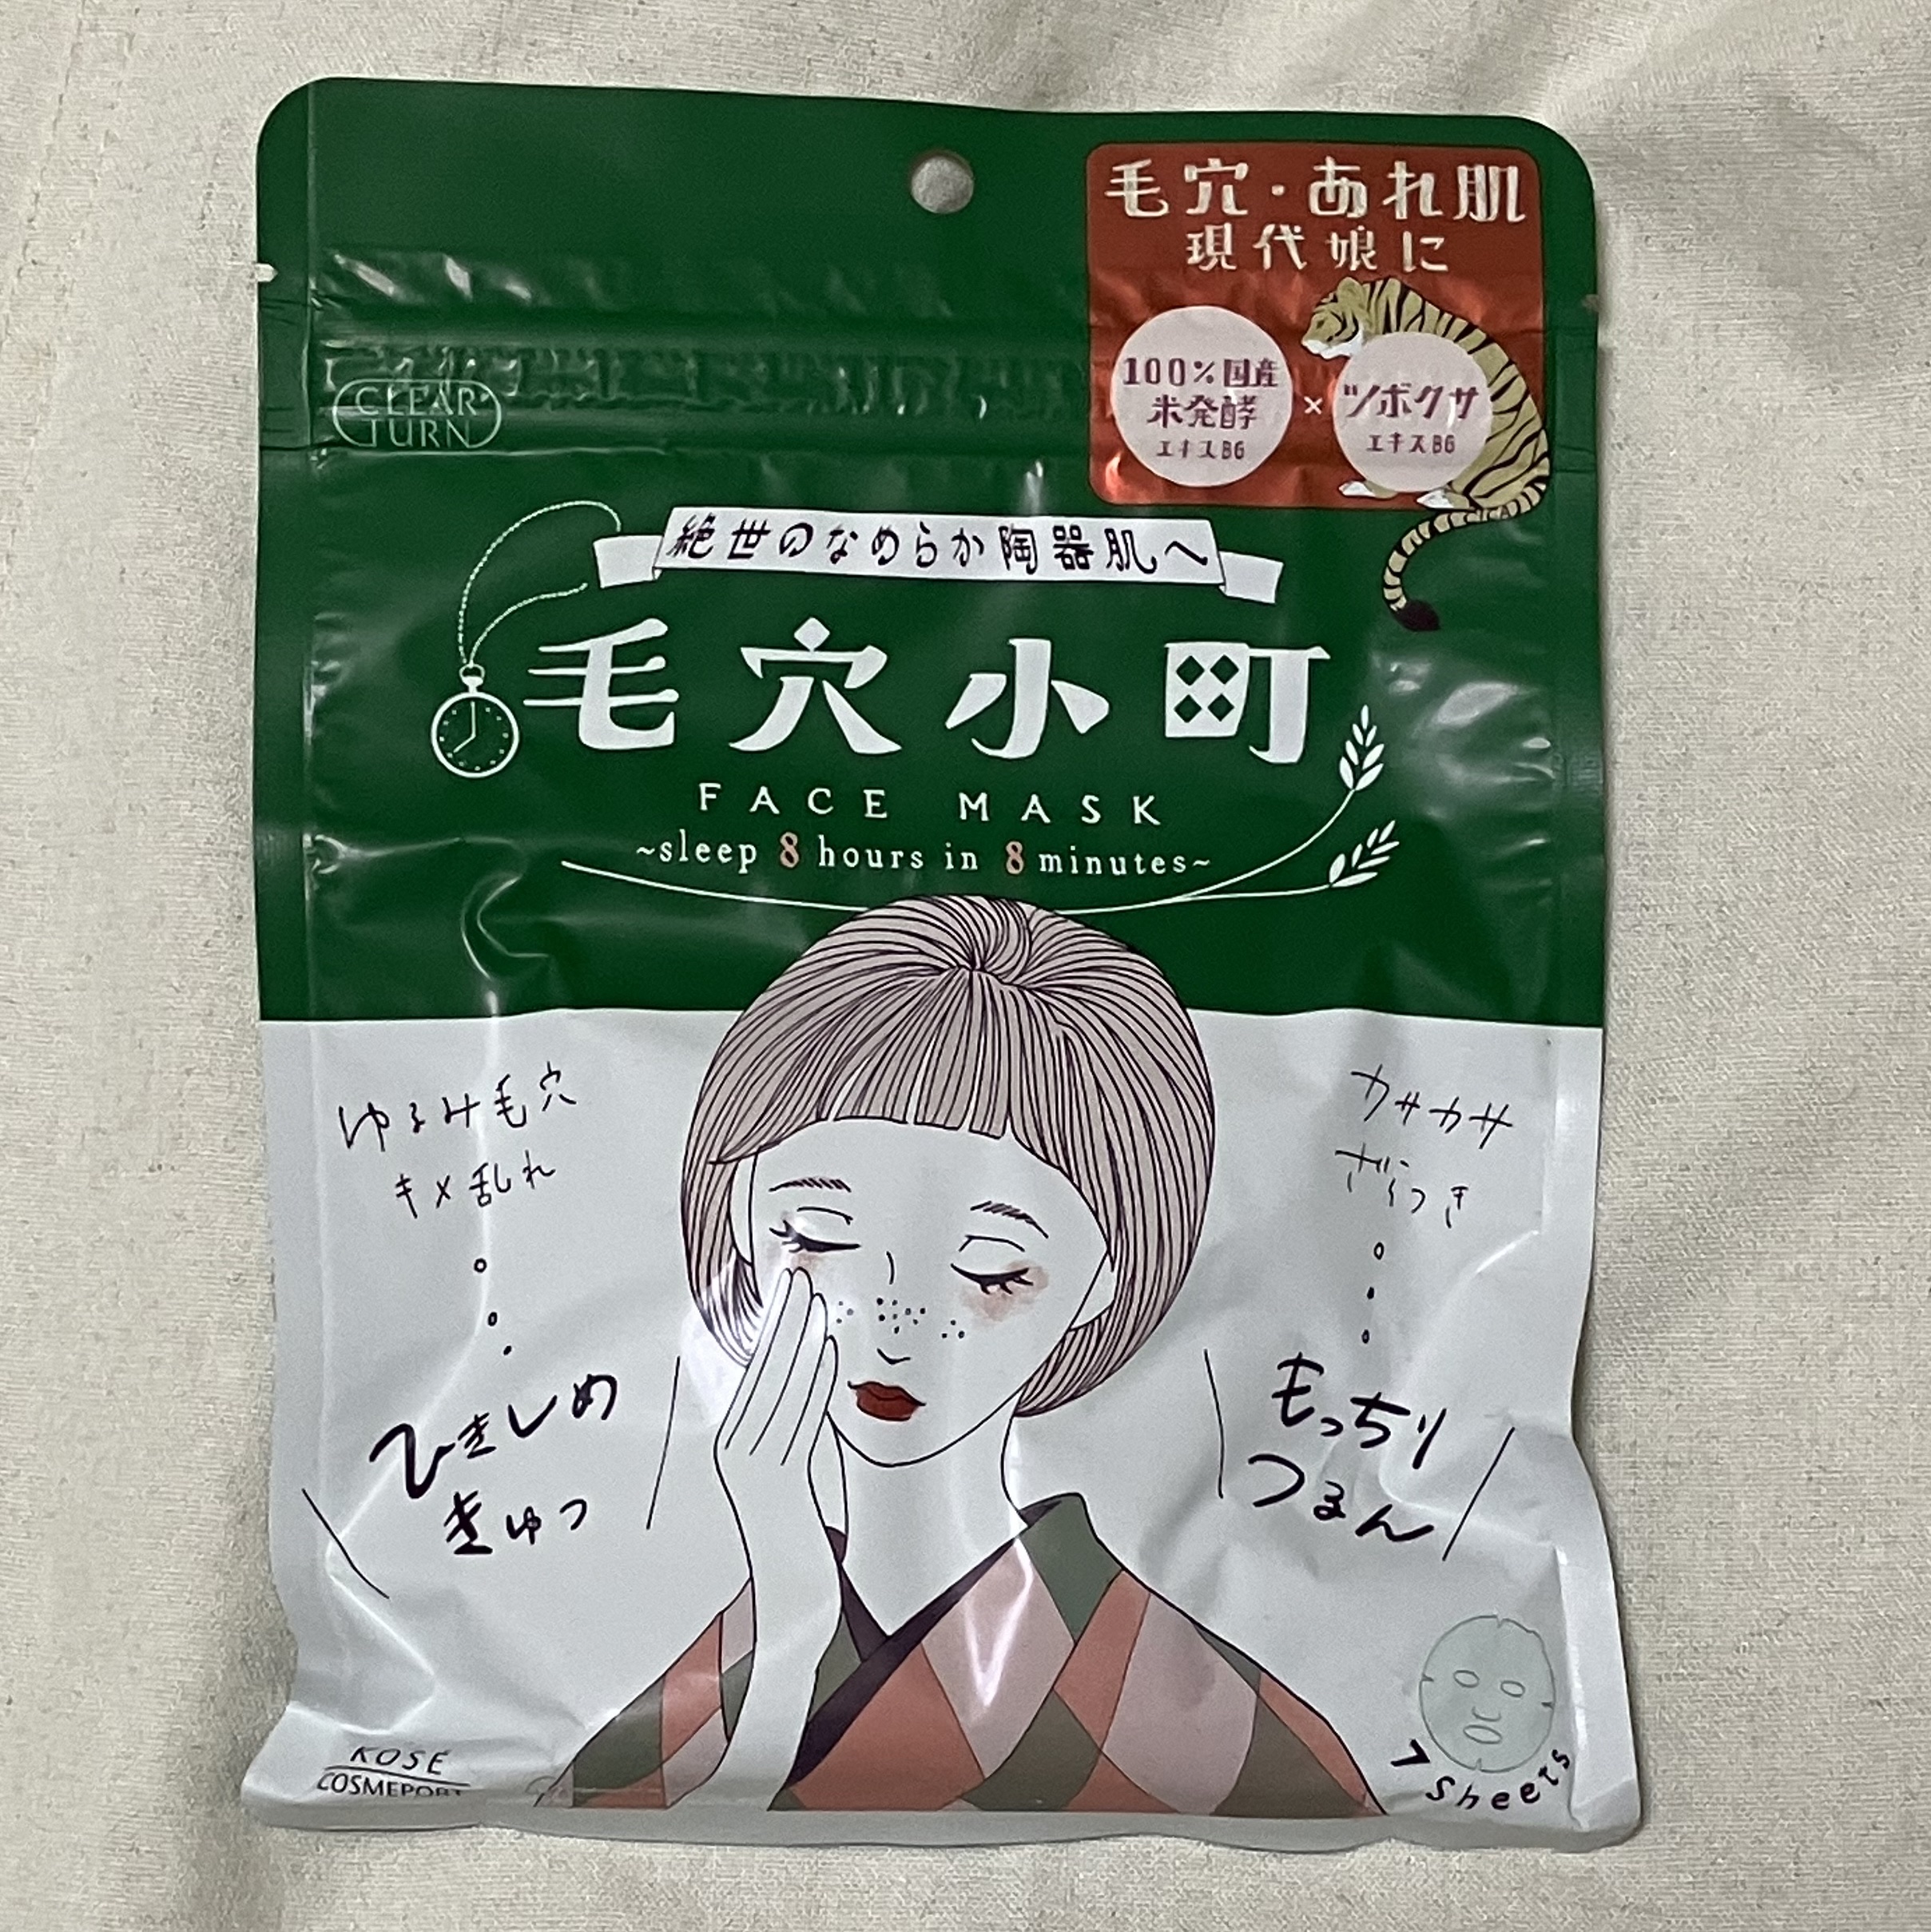 毛穴・あれ肌
現代娘に
100%国産
米発酵
エキスBG
×
ツボクサ
エキスBG
CICA
CLEAR
TURN
絶世のなめらか陶器肌へ
毛穴小町
FACE MASK
~sleep 8 hours in 8 minutes~
ゆるみ毛穴
キメ乱れ
ひきしめ
きゅっ
カサカサ
ざらつき
もっちり
つるん
7 sheets
KOSÉ
COSMEPORT